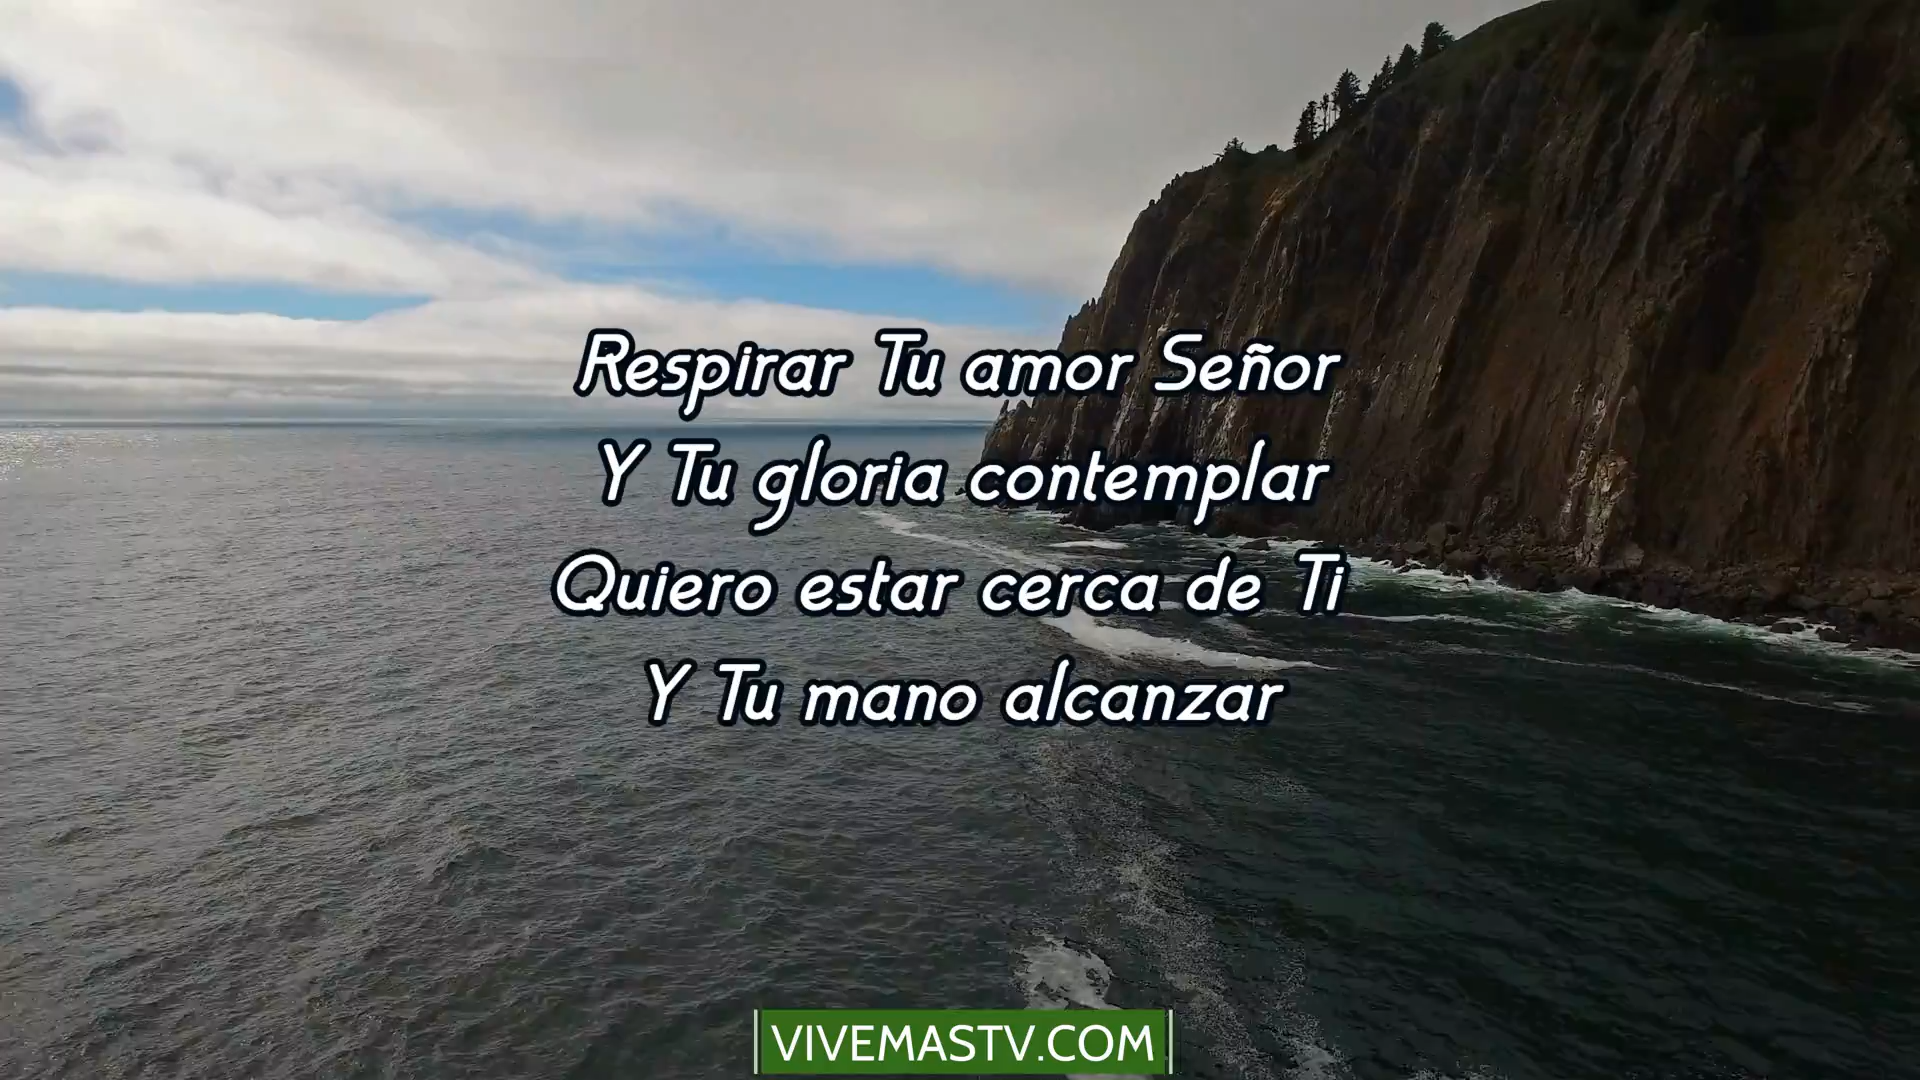 Respirar Tu amor Señor
Y Tu gloria contemplar
Quiero estar cerca de Ti
Y Tu mano alcanzar
VIVEMASTV.COM